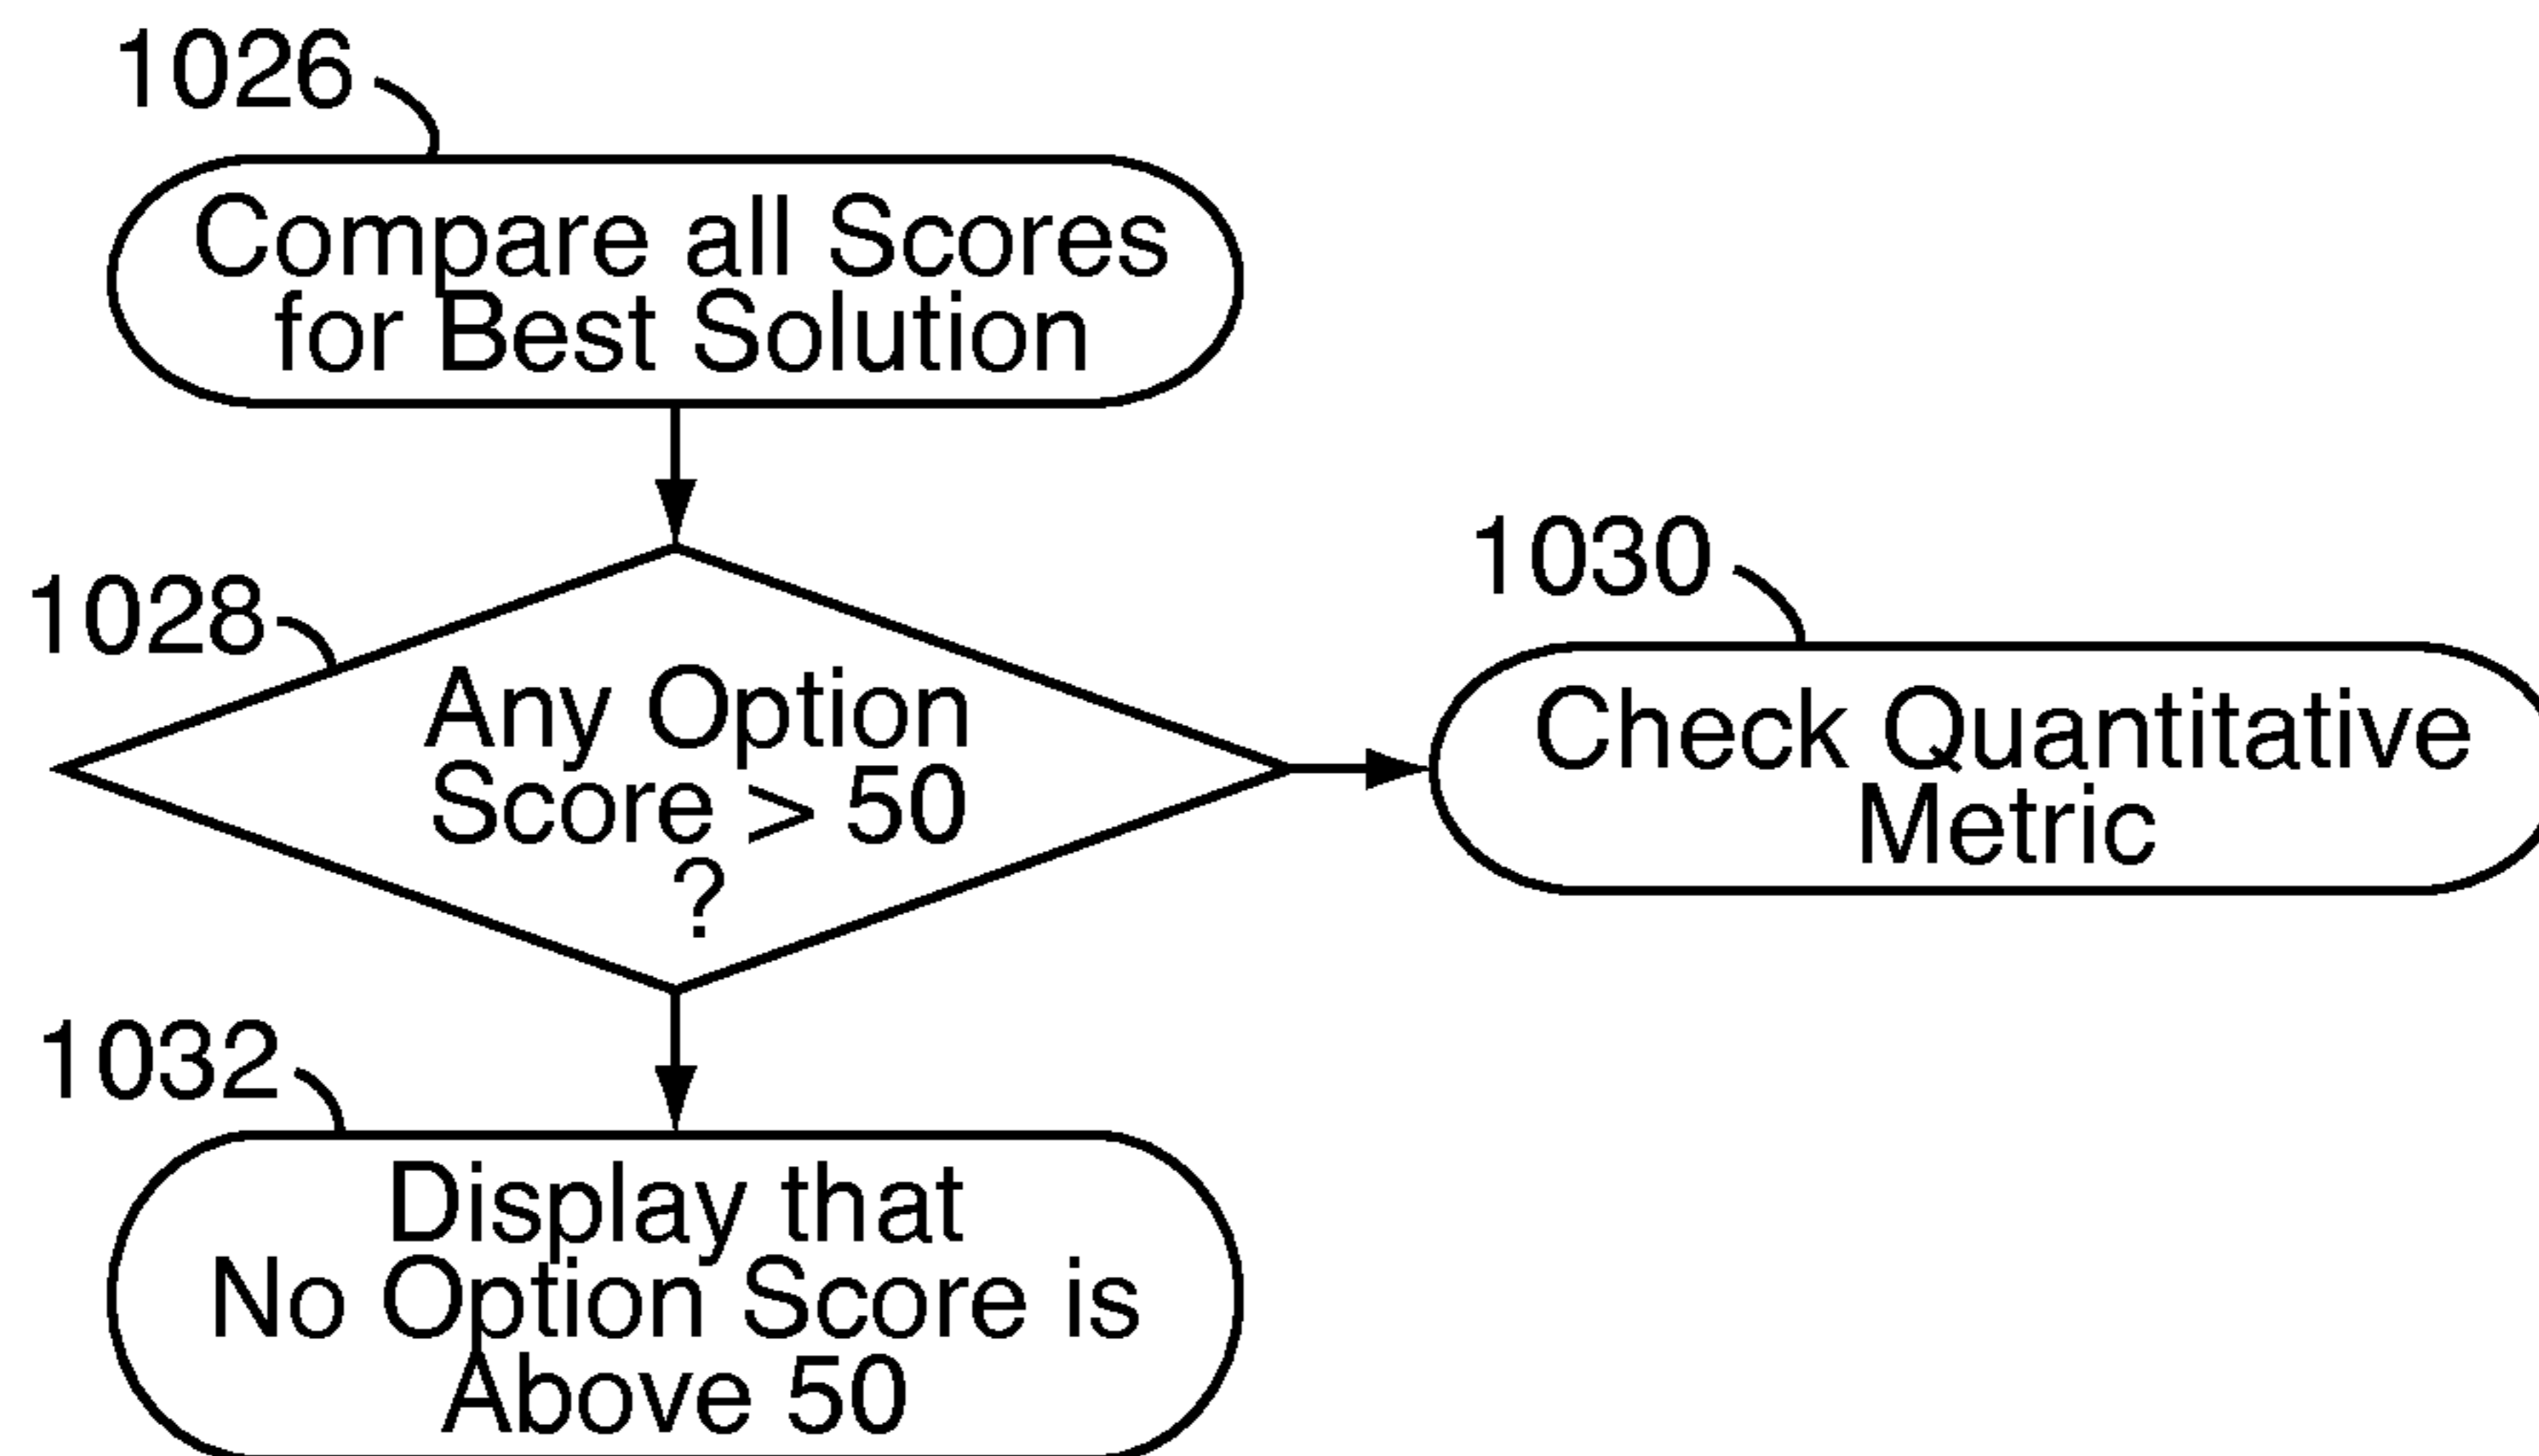 1026
Compare all Scores
for Best Solution
1028
Any Option
Score > 50
?
1030
Check Quantitative
Metric
1032
Display that
No Option Score is
Above 50